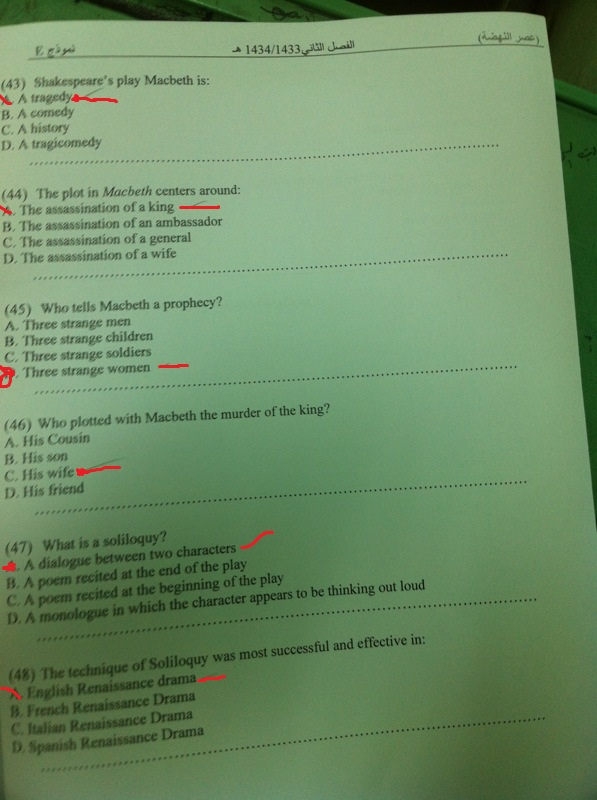 (عصر النهضة)
الفصل الثاني 1434/1433 هـ
نموذج E
(43) Shakespeare's play Macbeth is:
A. A tragedy
B. A comedy
C. A history
D. A tragicomedy
(44) The plot in Macbeth centers around:
A. The assassination of a king
B. The assassination of an ambassador
C. The assassination of a general
D. The assassination of a wife
(45) Who tells Macbeth a prophecy?
A. Three strange men
B. Three strange children
C. Three strange soldiers
D. Three strange women
(46) Who plotted with Macbeth the murder of the king?
A. His Cousin
B. His son
C. His wife
D. His friend
(47) What is a soliloquy?
A. A dialogue between two characters
B. A poem recited at the end of the play
C. A poem recited at the beginning of the play
D. A monologue in which the character appears to be thinking out loud
(48) The technique of Soliloquy was most successful and effective in:
A. English Renaissance drama
B. French Renaissance Drama
C. Italian Renaissance Drama
D. Spanish Renaissance Drama